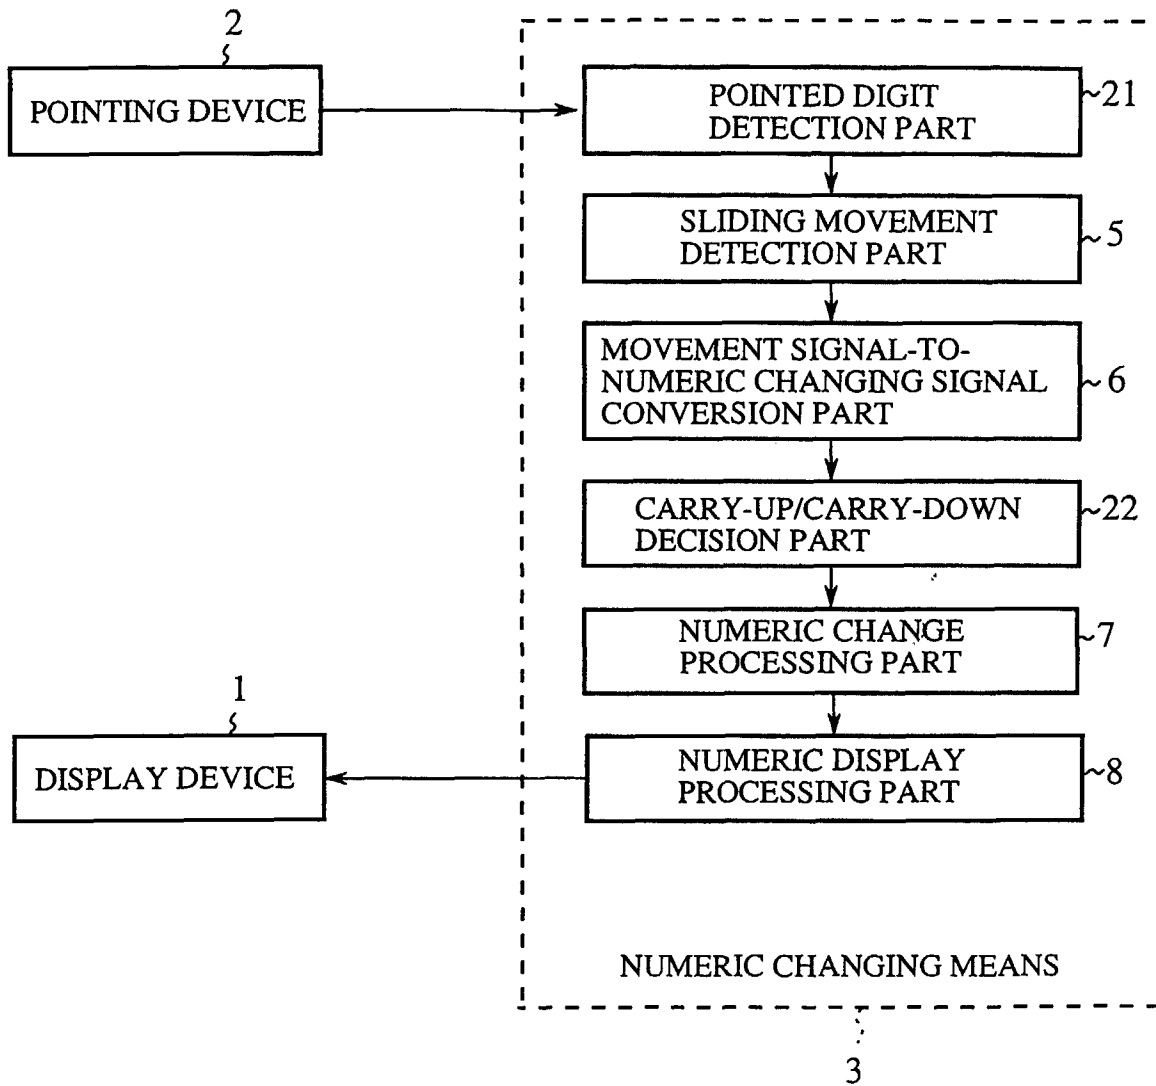 2
POINTING DEVICE
POINTED DIGIT
DETECTION PART
21
SLIDING MOVEMENT
DETECTION PART
5
MOVEMENT SIGNAL-TO-
NUMERIC CHANGING SIGNAL
CONVERSION PART
6
CARRY-UP/CARRY-DOWN
DECISION PART
22
NUMERIC CHANGE
PROCESSING PART
7
1
DISPLAY DEVICE
NUMERIC DISPLAY
PROCESSING PART
8
NUMERIC CHANGING MEANS
3